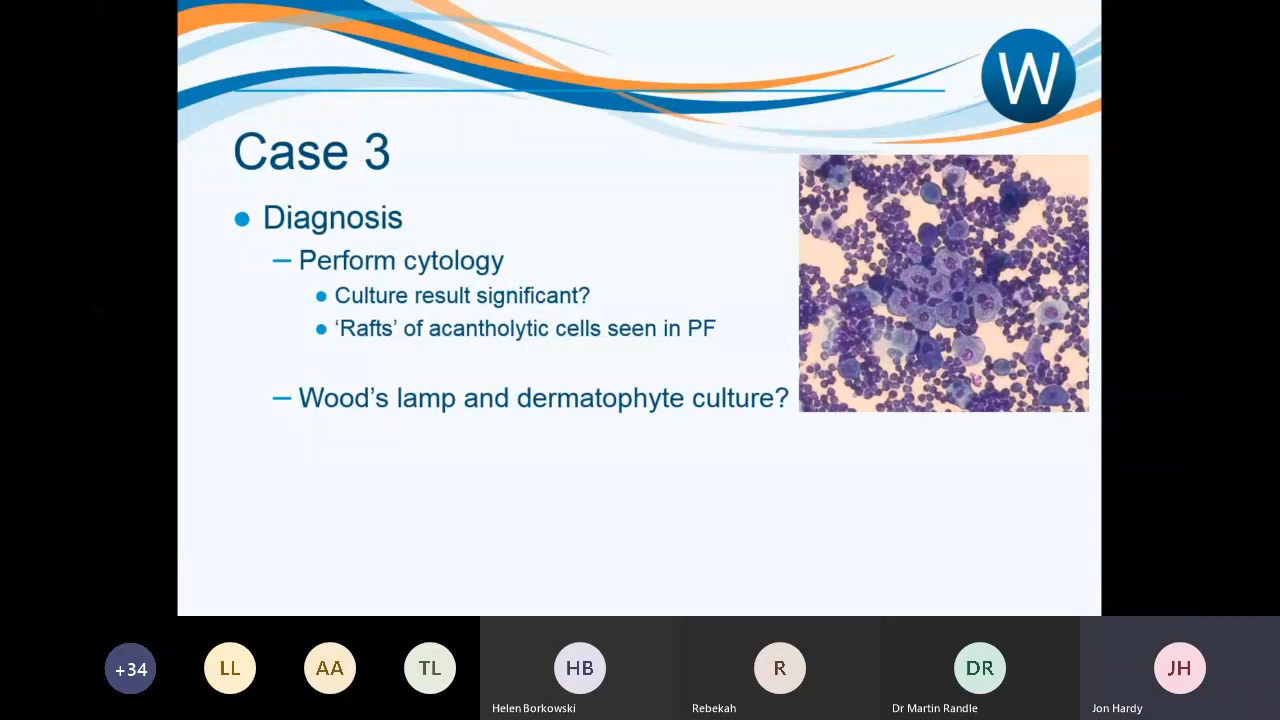 W
Case 3
Diagnosis
– Perform cytology
Culture result significant?
‘Rafts’ of acantholytic cells seen in PF
– Wood’s lamp and dermatophyte culture?
+34
LL
AA
TL
HB
R
DR
JH
Helen Borkowski
Rebekah
Dr Martin Randle
Jon Hardy